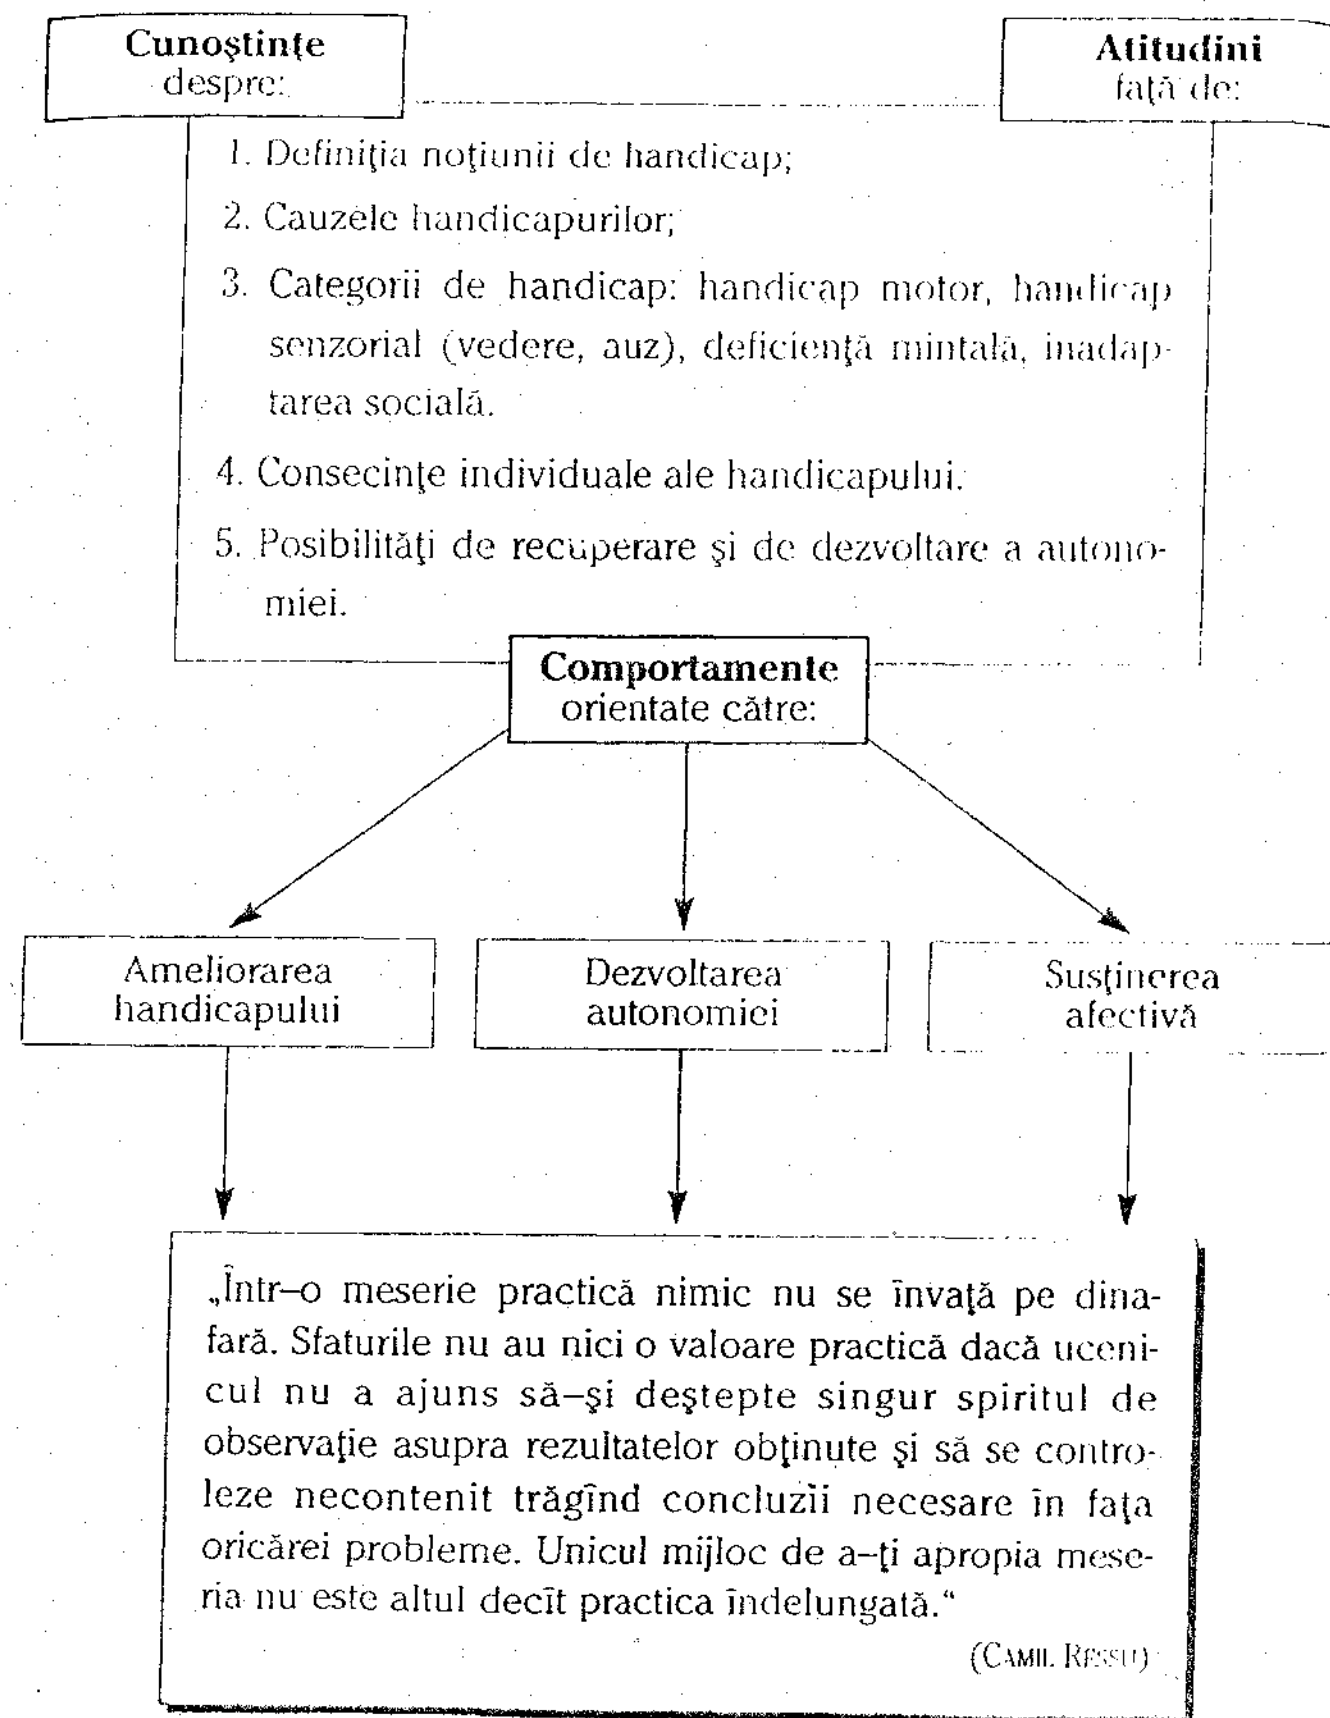 Cunoştinţe
despre:
Atitudini
faţă de:
1. Definiţia noţiunii de handicap;
2. Cauzele handicapurilor;
3. Categorii de handicap: handicap motor, handicap
senzorial (vedere, auz), deficienţă mintală, inadap-
tarea socială.
4. Consecinţe individuale ale handicapului.
5. Posibilităţi de recuperare şi de dezvoltare a autono-
miei.
Comportamente
orientate către:
Ameliorarea
handicapului
Dezvoltarea
autonomiei
Susţinerea
afectivă
„Într–o meserie practică nimic nu se învaţă pe dina-
fară. Sfaturile nu au nici o valoare practică dacă uceni-
cul nu a ajuns să–şi deştepte singur spiritul de
observaţie asupra rezultatelor obţinute şi să se contro-
leze necontenit trăgînd concluzii necesare în faţa
oricărei probleme. Unicul mijloc de a–ţi apropia mese-
ria nu este altul decît practica îndelungată.“
(CAMIL RESSU)